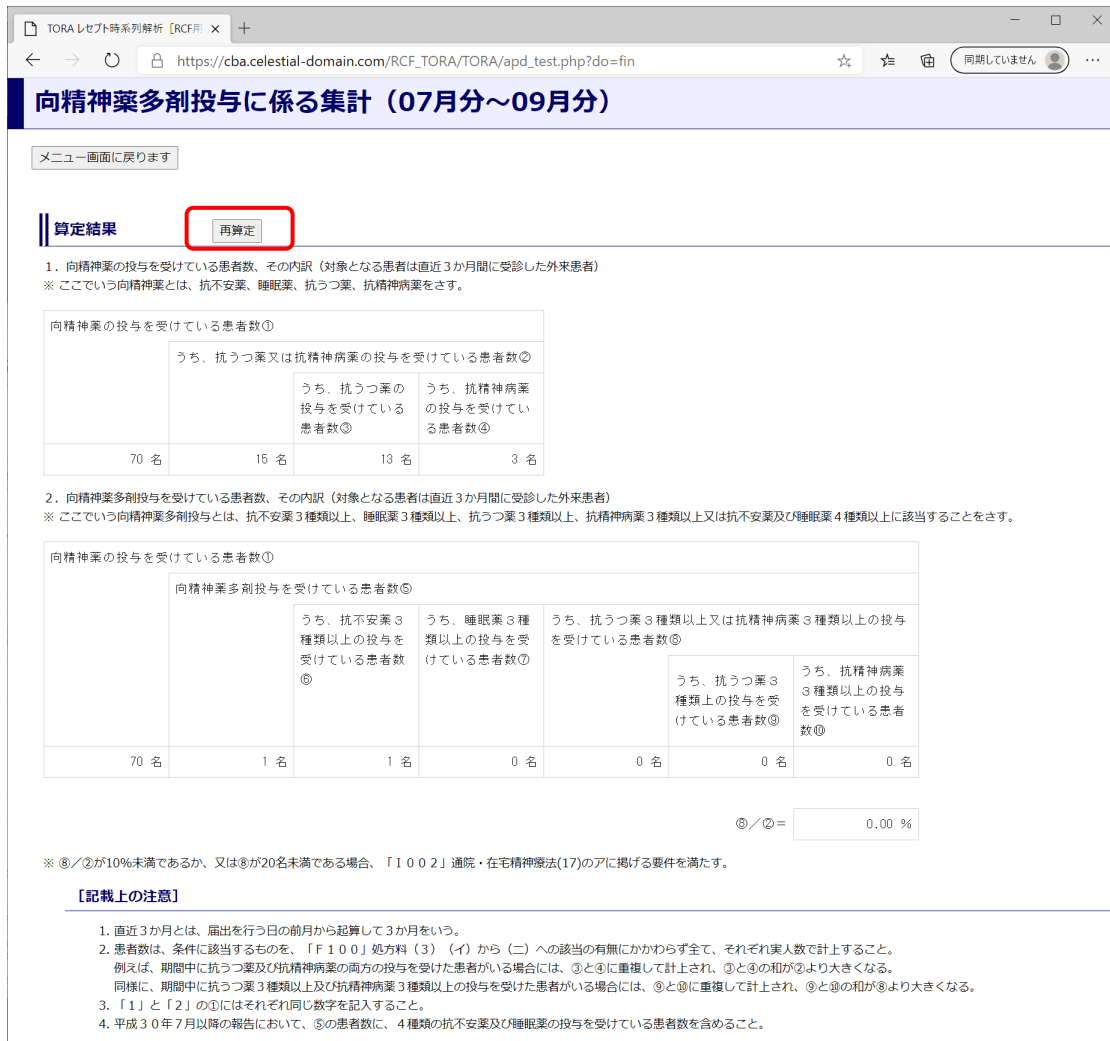 TORA レセプト時系列解析［RCF用
https://cba.celestial-domain.com/RCF_TORA/TORA/apd_test.php?do=fin
同期していません
向精神薬多剤投与に係る集計（07月分～09月分）
メニュー画面に戻ります
算定結果
再算定
1．向精神薬の投与を受けている患者数、その内訳（対象となる患者は直近３か月間に受診した外来患者）
※ ここでいう向精神薬とは、抗不安薬、睡眠薬、抗うつ薬、抗精神病薬をさす。
向精神薬の投与を受けている患者数①
うち、抗うつ薬又は抗精神病薬の投与を受けている患者数②
うち、抗うつ薬の
投与を受けている
患者数③
うち、抗精神病薬
の投与を受けてい
る患者数④
70 名
15 名
13 名
3 名
2．向精神薬多剤投与を受けている患者数、その内訳（対象となる患者は直近３か月間に受診した外来患者）
※ ここでいう向精神薬多剤投与とは、抗不安薬３種類以上、睡眠薬３種類以上、抗うつ薬３種類以上、抗精神病薬３種類以上又は抗不安薬及び睡眠薬４種類以上に該当することをさす。
向精神薬の投与を受けている患者数①
向精神薬多剤投与を受けている患者数⑤
うち、抗不安薬３
種類以上の投与を
受けている患者数
⑥
うち、睡眠薬３種
類以上の投与を受
けている患者数⑦
うち、抗うつ薬３種類以上又は抗精神病薬３種類以上の投与
を受けている患者数⑧
うち、抗うつ薬３
種類上の投与を受
けている患者数⑨
うち、抗精神病薬
３種類以上の投与
を受けている患者
数⑩
70 名
1 名
1 名
0 名
0 名
0 名
0 名
⑧／②＝
0.00 %
※ ⑧／②が10%未満であるか、又は⑧が20名未満である場合、「Ｉ００２」通院・在宅精神療法(17)のアに掲げる要件を満たす。
［記載上の注意］
1. 直近３か月とは、届出を行う日の前月から起算して３か月をいう。
2. 患者数は、条件に該当するものを、「Ｆ１００」処方料（３）（イ）から（二）への該当の有無にかかわらず全て、それぞれ実人数で計上すること。
例えば、期間中に抗うつ薬及び抗精神病薬の両方の投与を受けた患者がいる場合には、③と④に重複して計上され、③と④の和が②より大きくなる。
同様に、期間中に抗うつ薬３種類以上及び抗精神病薬３種類以上の投与を受けた患者がいる場合には、⑨と⑩に重複して計上され、⑨と⑩の和が⑧より大きくなる。
3. 「１」と「２」の①にはそれぞれ同じ数字を記入すること。
4. 平成３０年７月以降の報告において、⑤の患者数に、４種類の抗不安薬及び睡眠薬の投与を受けている患者数を含めること。